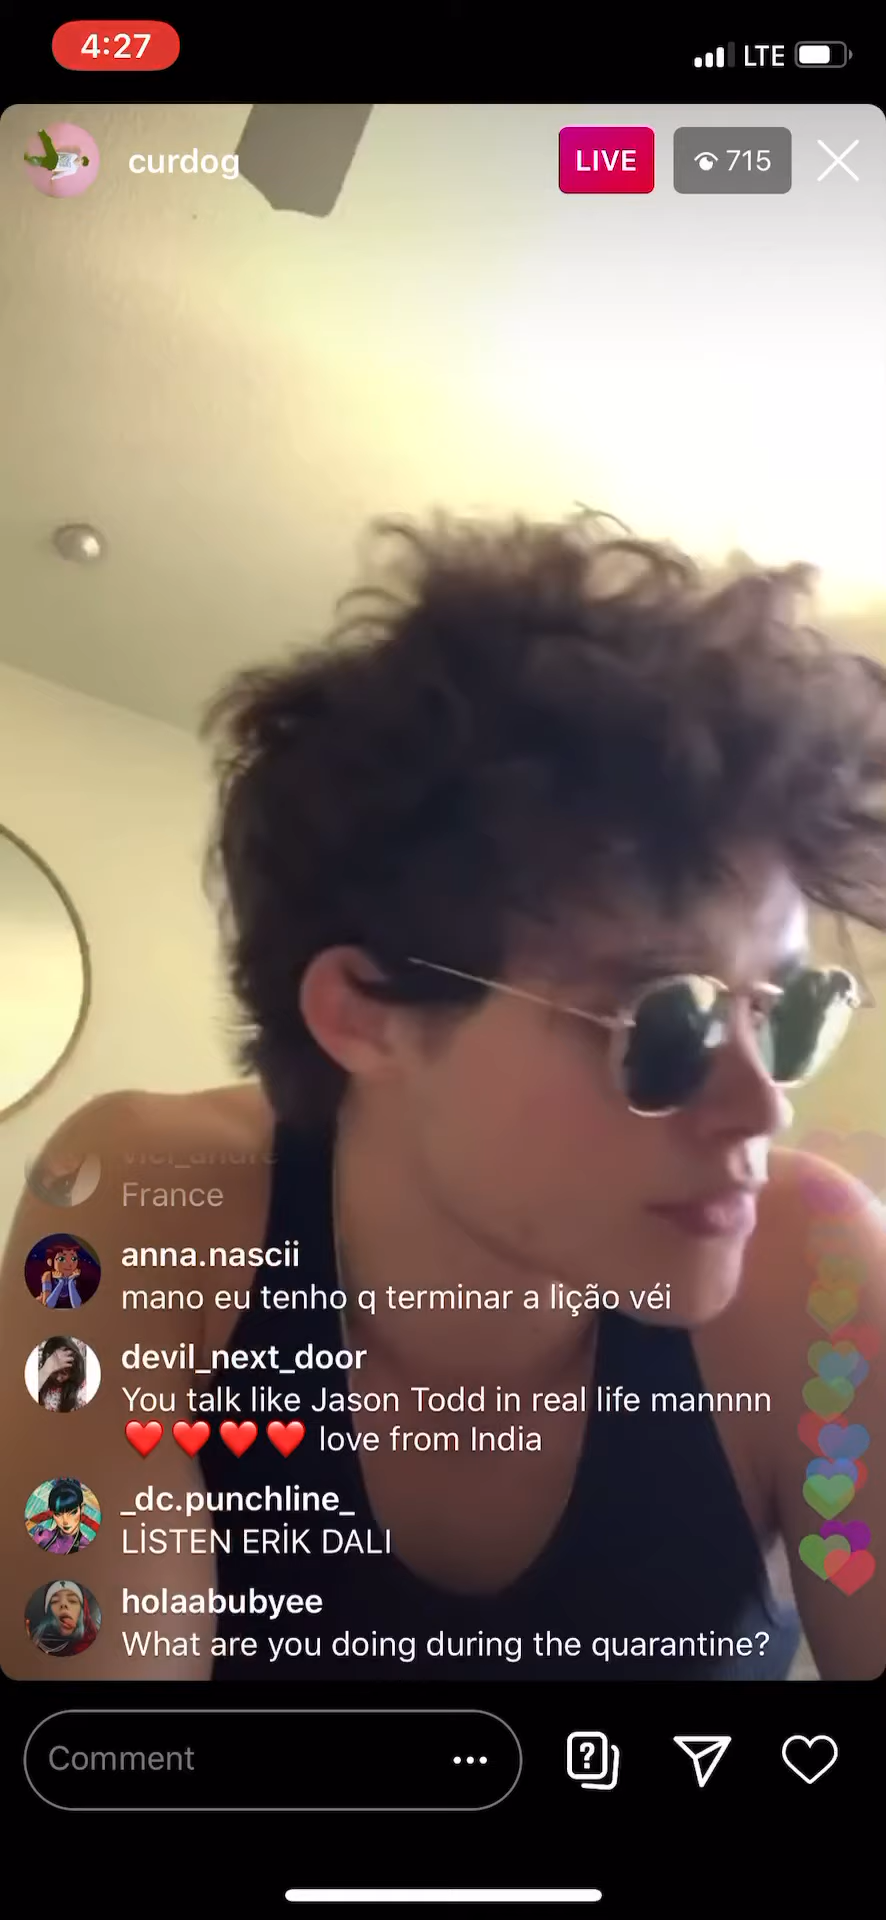 4:27
LTE
curdog
LIVE
715
vici_andre
France
anna.nascii
mano eu tenho q terminar a lição véi
devil_next_door
You talk like Jason Todd in real life mannnn
❤️❤️❤️❤️ love from India
_dc.punchline_
LİSTEN ERİK DALI
holaabubyee
What are you doing during the quarantine?
Comment